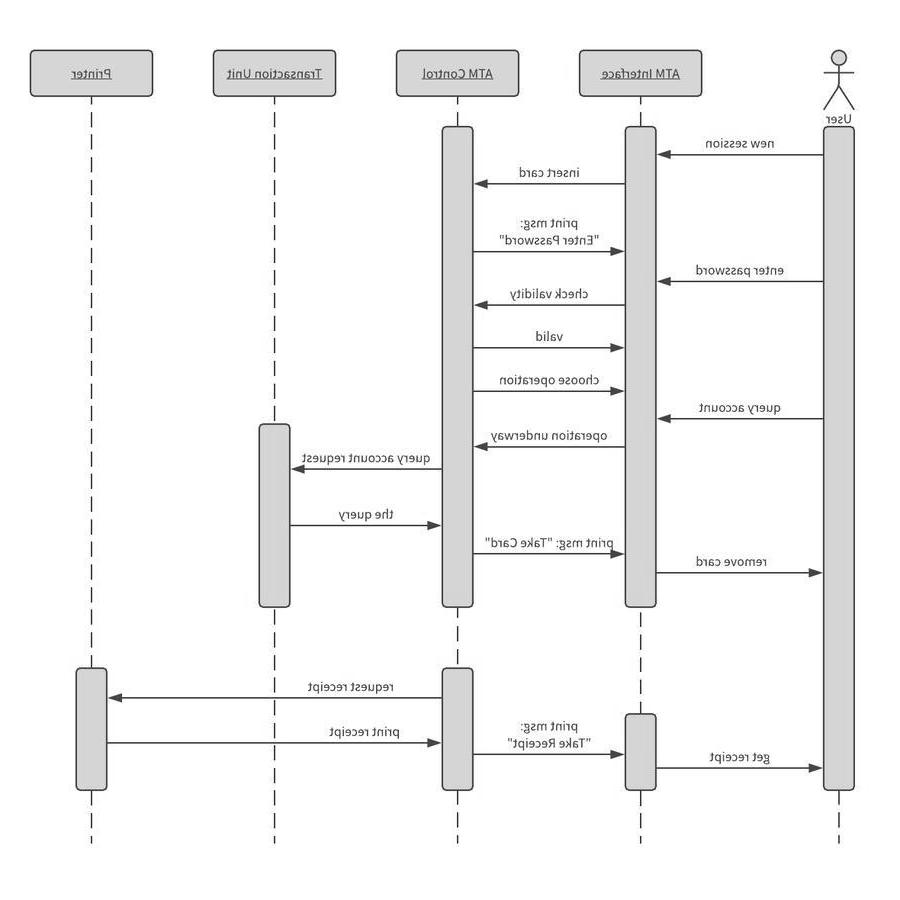 User
ATM Interface
ATM Control
Transaction Unit
Printer
new session
insert card
print msg:
"Enter Password"
enter password
check validity
valid
choose operation
query account
operation underway
query account request
the query
print msg: "Take Card"
remove card
request receipt
print receipt
print msg:
"Take Receipt"
get receipt